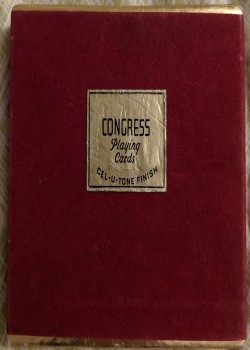 CONGRESS
Playing
Cards
CEL-U-TONE FINISH